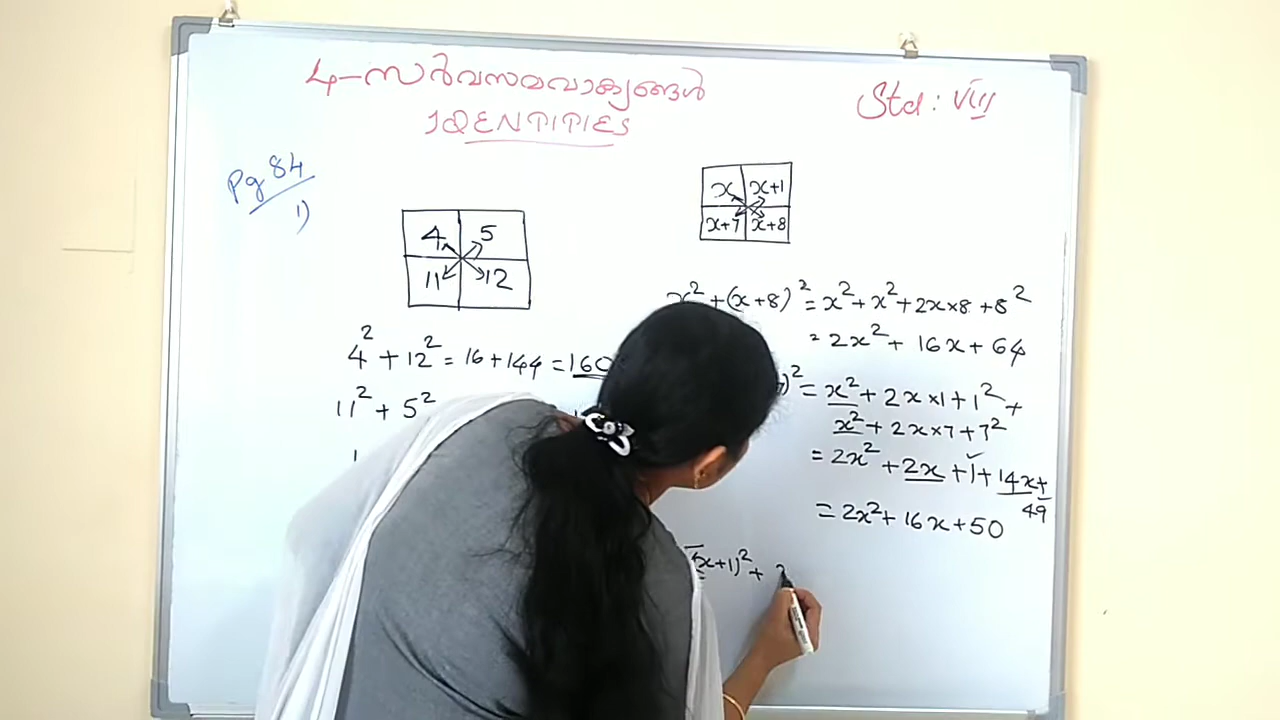 4-സർവസമവാക്യങ്ങൾ
IDENTITIES
Std: VIII
Pg 84
1)
4 5
11 12
x x+1
x+7 x+8
4² + 12² = 16 + 144 = 160
11² + 5²
x² + (x+8)² = x² + x² + 2x×8 + 8²
= 2x² + 16x + 64
)² = x² + 2x×1 + 1² +
x² + 2x×7 + 7²
= 2x² + 2x + 1 + 14x +
49
= 2x² + 16x + 50
(x+1)² +